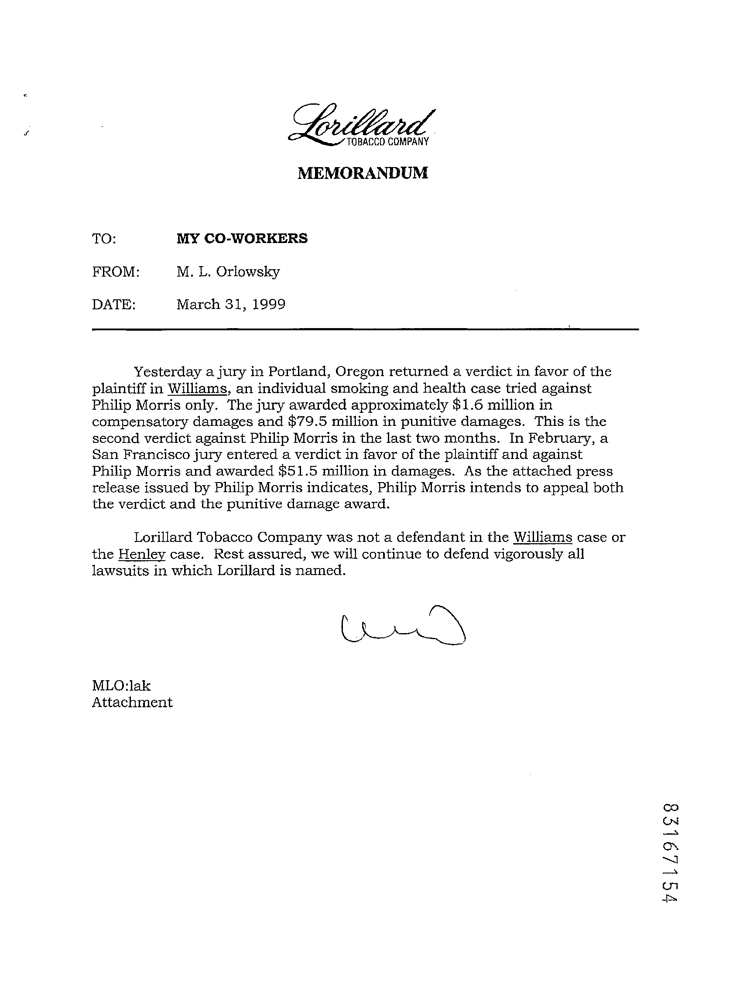 Lorillard
TOBACCO COMPANY
MEMORANDUM
TO: MY CO-WORKERS
FROM: M. L. Orlowsky
DATE: March 31, 1999
Yesterday a jury in Portland, Oregon returned a verdict in favor of the
plaintiff in Williams, an individual smoking and health case tried against
Philip Morris only. The jury awarded approximately $1.6 million in
compensatory damages and $79.5 million in punitive damages. This is the
second verdict against Philip Morris in the last two months. In February, a
San Francisco jury entered a verdict in favor of the plaintiff and against
Philip Morris and awarded $51.5 million in damages. As the attached press
release issued by Philip Morris indicates, Philip Morris intends to appeal both
the verdict and the punitive damage award.
Lorillard Tobacco Company was not a defendant in the Williams case or
the Henley case. Rest assured, we will continue to defend vigorously all
lawsuits in which Lorillard is named.
MLO:lak
Attachment
83167154